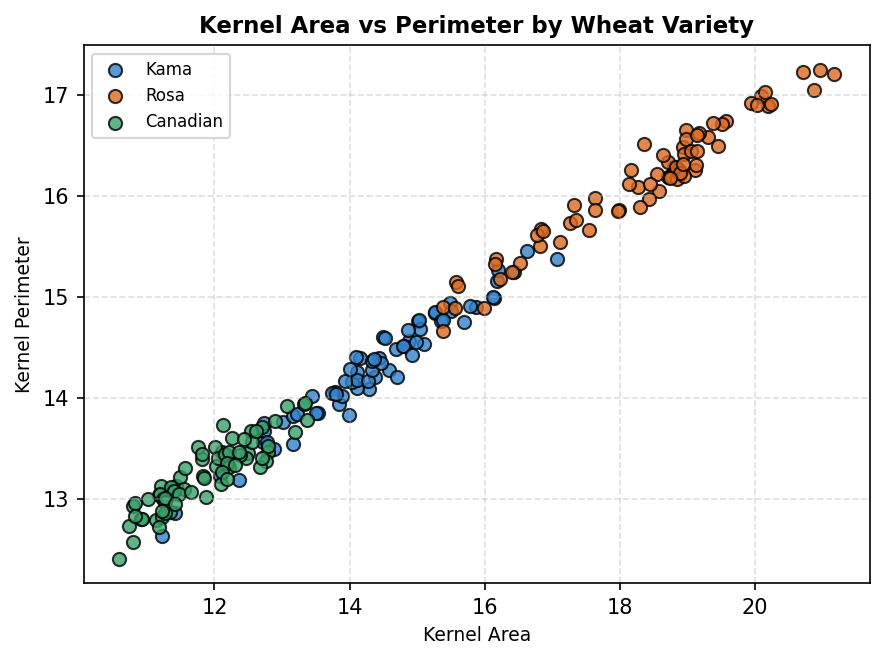 Kernel Area vs Perimeter by Wheat Variety
Kama
Rosa
Canadian
17
16
15
14
13
Kernel Perimeter
12
14
16
18
20
Kernel Area